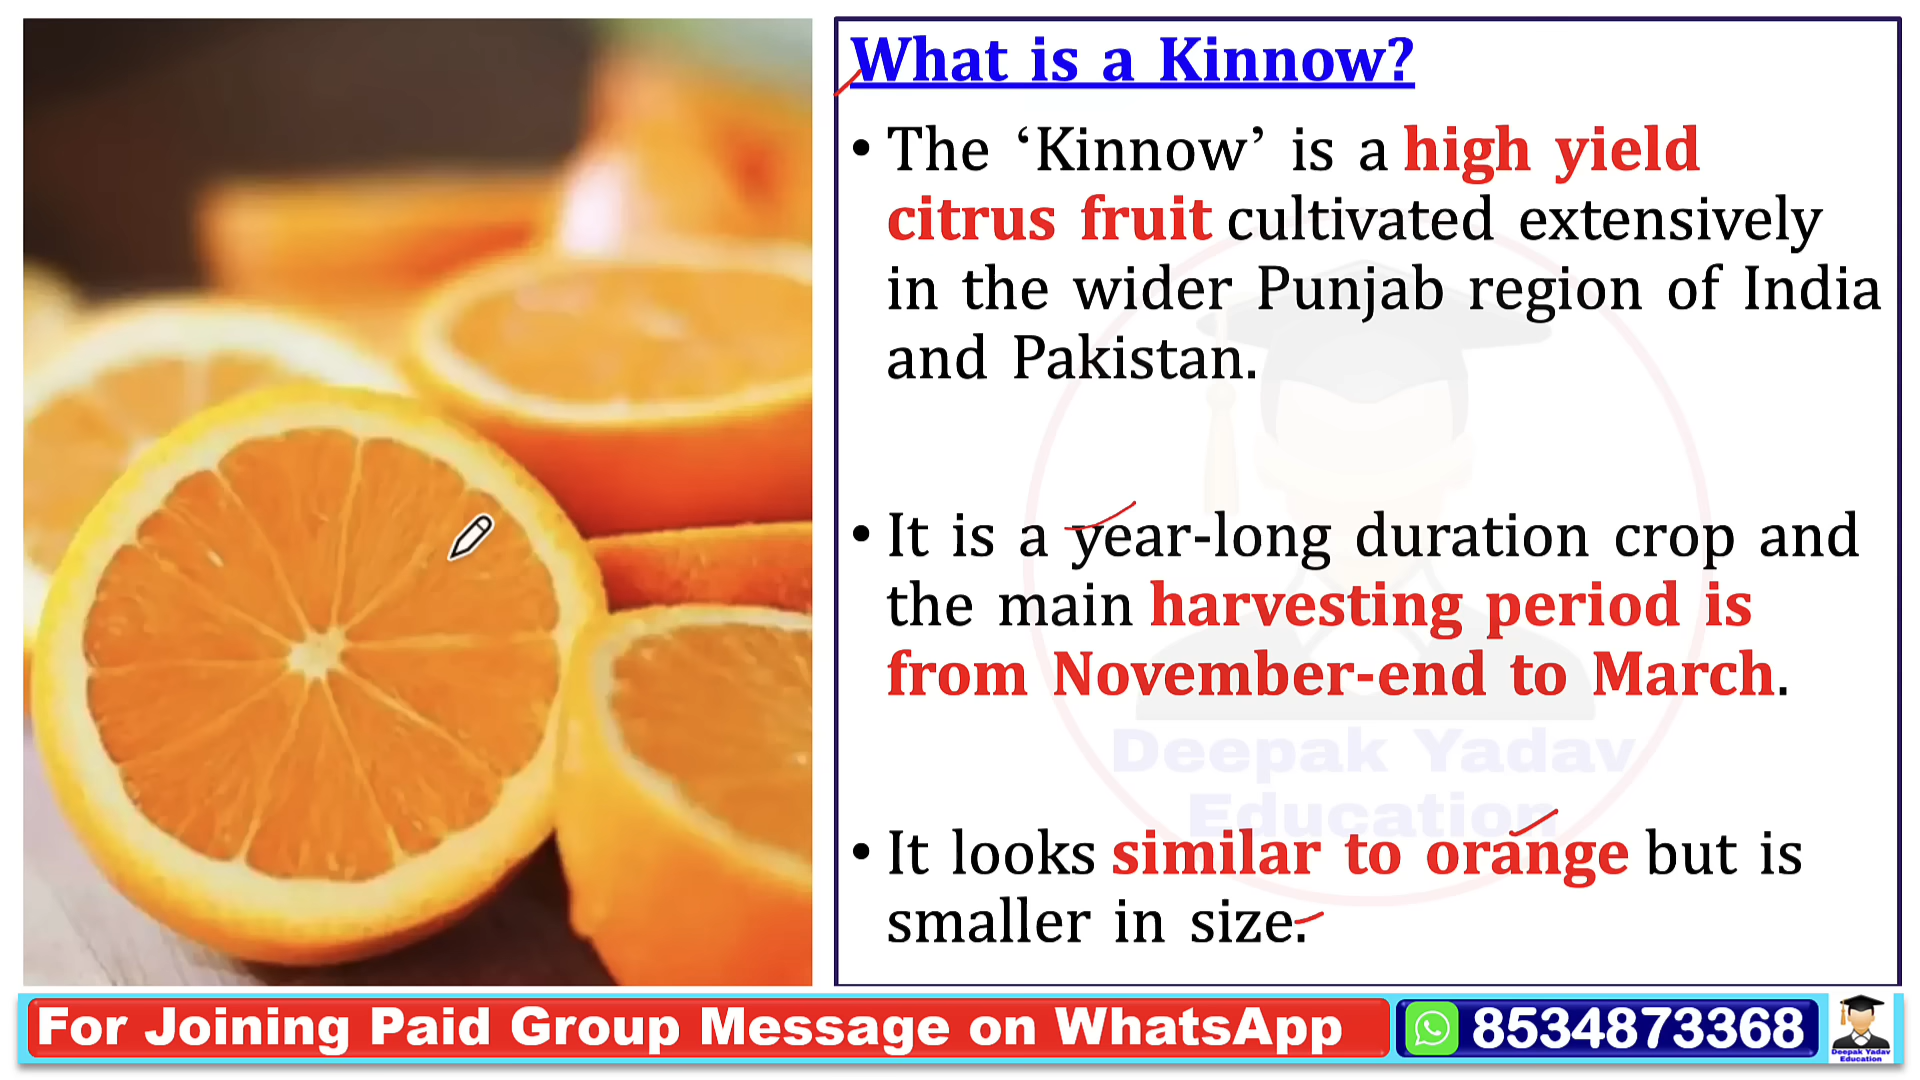 What is a Kinnow?
• The ‘Kinnow’ is a high yield
citrus fruit cultivated extensively
in the wider Punjab region of India
and Pakistan.
• It is a year-long duration crop and
the main harvesting period is
from November-end to March.
Deepak Yadav
Education
• It looks similar to orange but is
smaller in size.
For Joining Paid Group Message on WhatsApp
8534873368
Deepak Yadav
Education